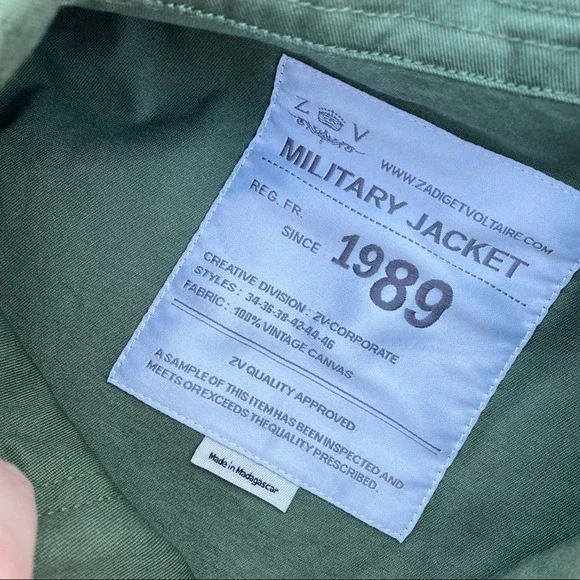 Z V
WWW.ZADIGETVOLTAIRE.COM
MILITARY JACKET
REG. FR.
SINCE 1989
CREATIVE DIVISION : ZV-CORPORATE
STYLES : 34-36-38-42-44-46
FABRIC : 100% VINTAGE CANVAS
ZV QUALITY APPROVED
A SAMPLE OF THIS ITEM HAS BEEN INSPECTED AND
MEETS OR EXCEEDS THE QUALITY PRESCRIBED.
Made in Madagascar